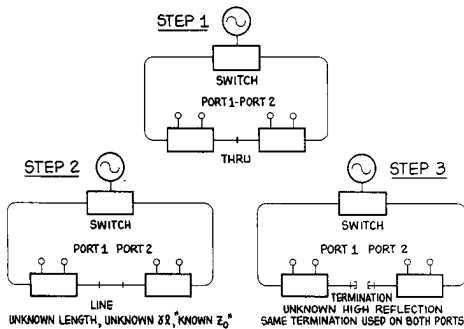 STEP 1
SWITCH
PORT 1-PORT 2
THRU
STEP 2
SWITCH
PORT 1 PORT 2
LINE
UNKNOWN LENGTH, UNKNOWN γℓ, "KNOWN Z₀"
STEP 3
SWITCH
PORT 1 PORT 2
TERMINATION
UNKNOWN HIGH REFLECTION
SAME TERMINATION USED ON BOTH PORTS